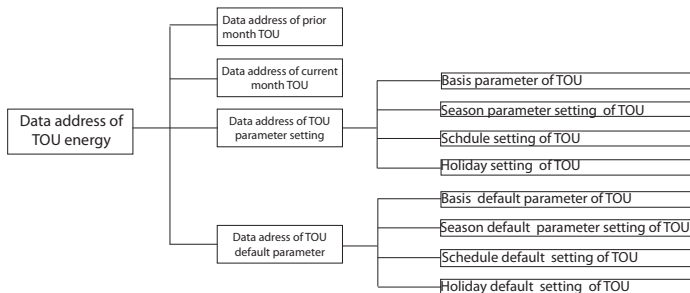 Data address of prior
month TOU
Data address of current
month TOU
Data address of
TOU energy
Data address of TOU
parameter setting
Basis parameter of TOU
Season parameter setting of TOU
Schdule setting of TOU
Holiday setting of TOU
Data adress of TOU
default parameter
Basis default parameter of TOU
Season default parameter setting of TOU
Schedule default setting of TOU
Holiday default setting of TOU